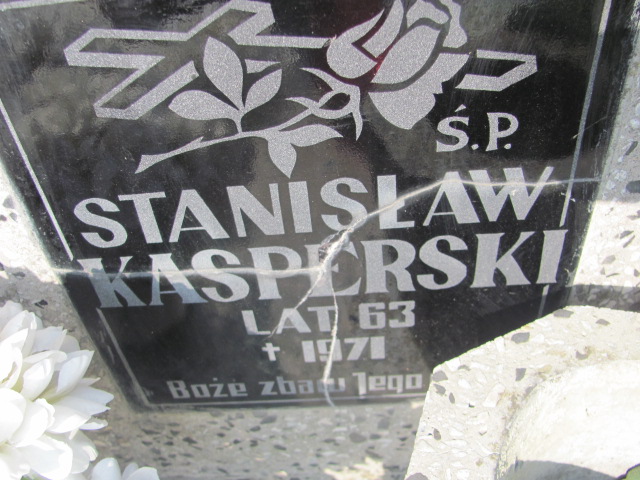 Ś.P.
STANISŁAW
KASPERSKI
LAT 63
✝ 1971
Boże zbaw Jego